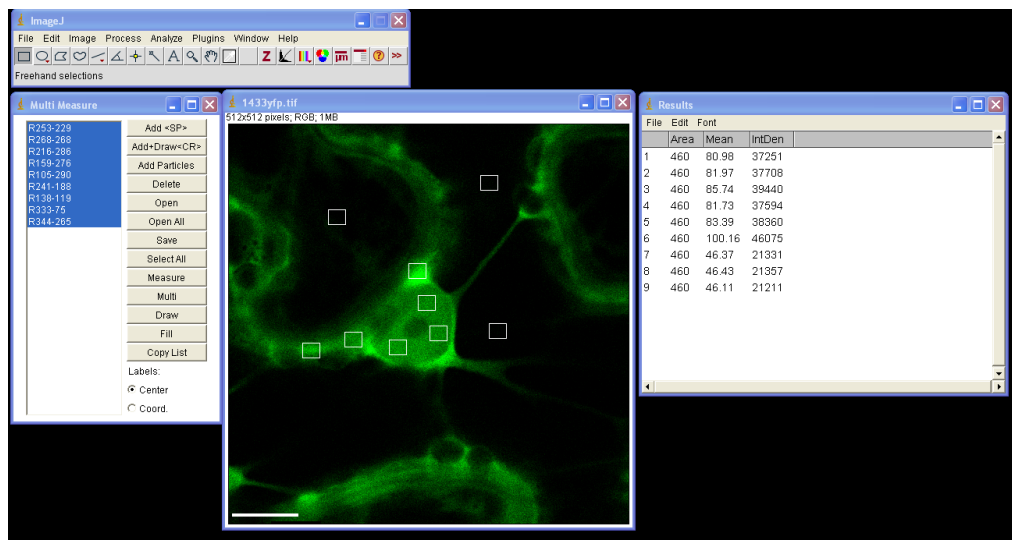 ImageJ
File Edit Image Process Analyze Plugins Window Help
A Z μm ? >>
Freehand selections
Multi Measure
R253-229
R268-268
R216-286
R159-276
R105-290
R241-188
R138-119
R333-75
R344-265
Add <SP>
Add+Draw<CR>
Add Particles
Delete
Open
Open All
Save
Select All
Measure
Multi
Draw
Fill
Copy List
Labels:
Center
Coord.
1433yfp.tif
512x512 pixels; RGB; 1MB
Results
File Edit Font
Area Mean IntDen
1 460 80.98 37251
2 460 81.97 37708
3 460 85.74 39440
4 460 81.73 37594
5 460 83.39 38360
6 460 100.16 46075
7 460 46.37 21331
8 460 46.43 21357
9 460 46.11 21211